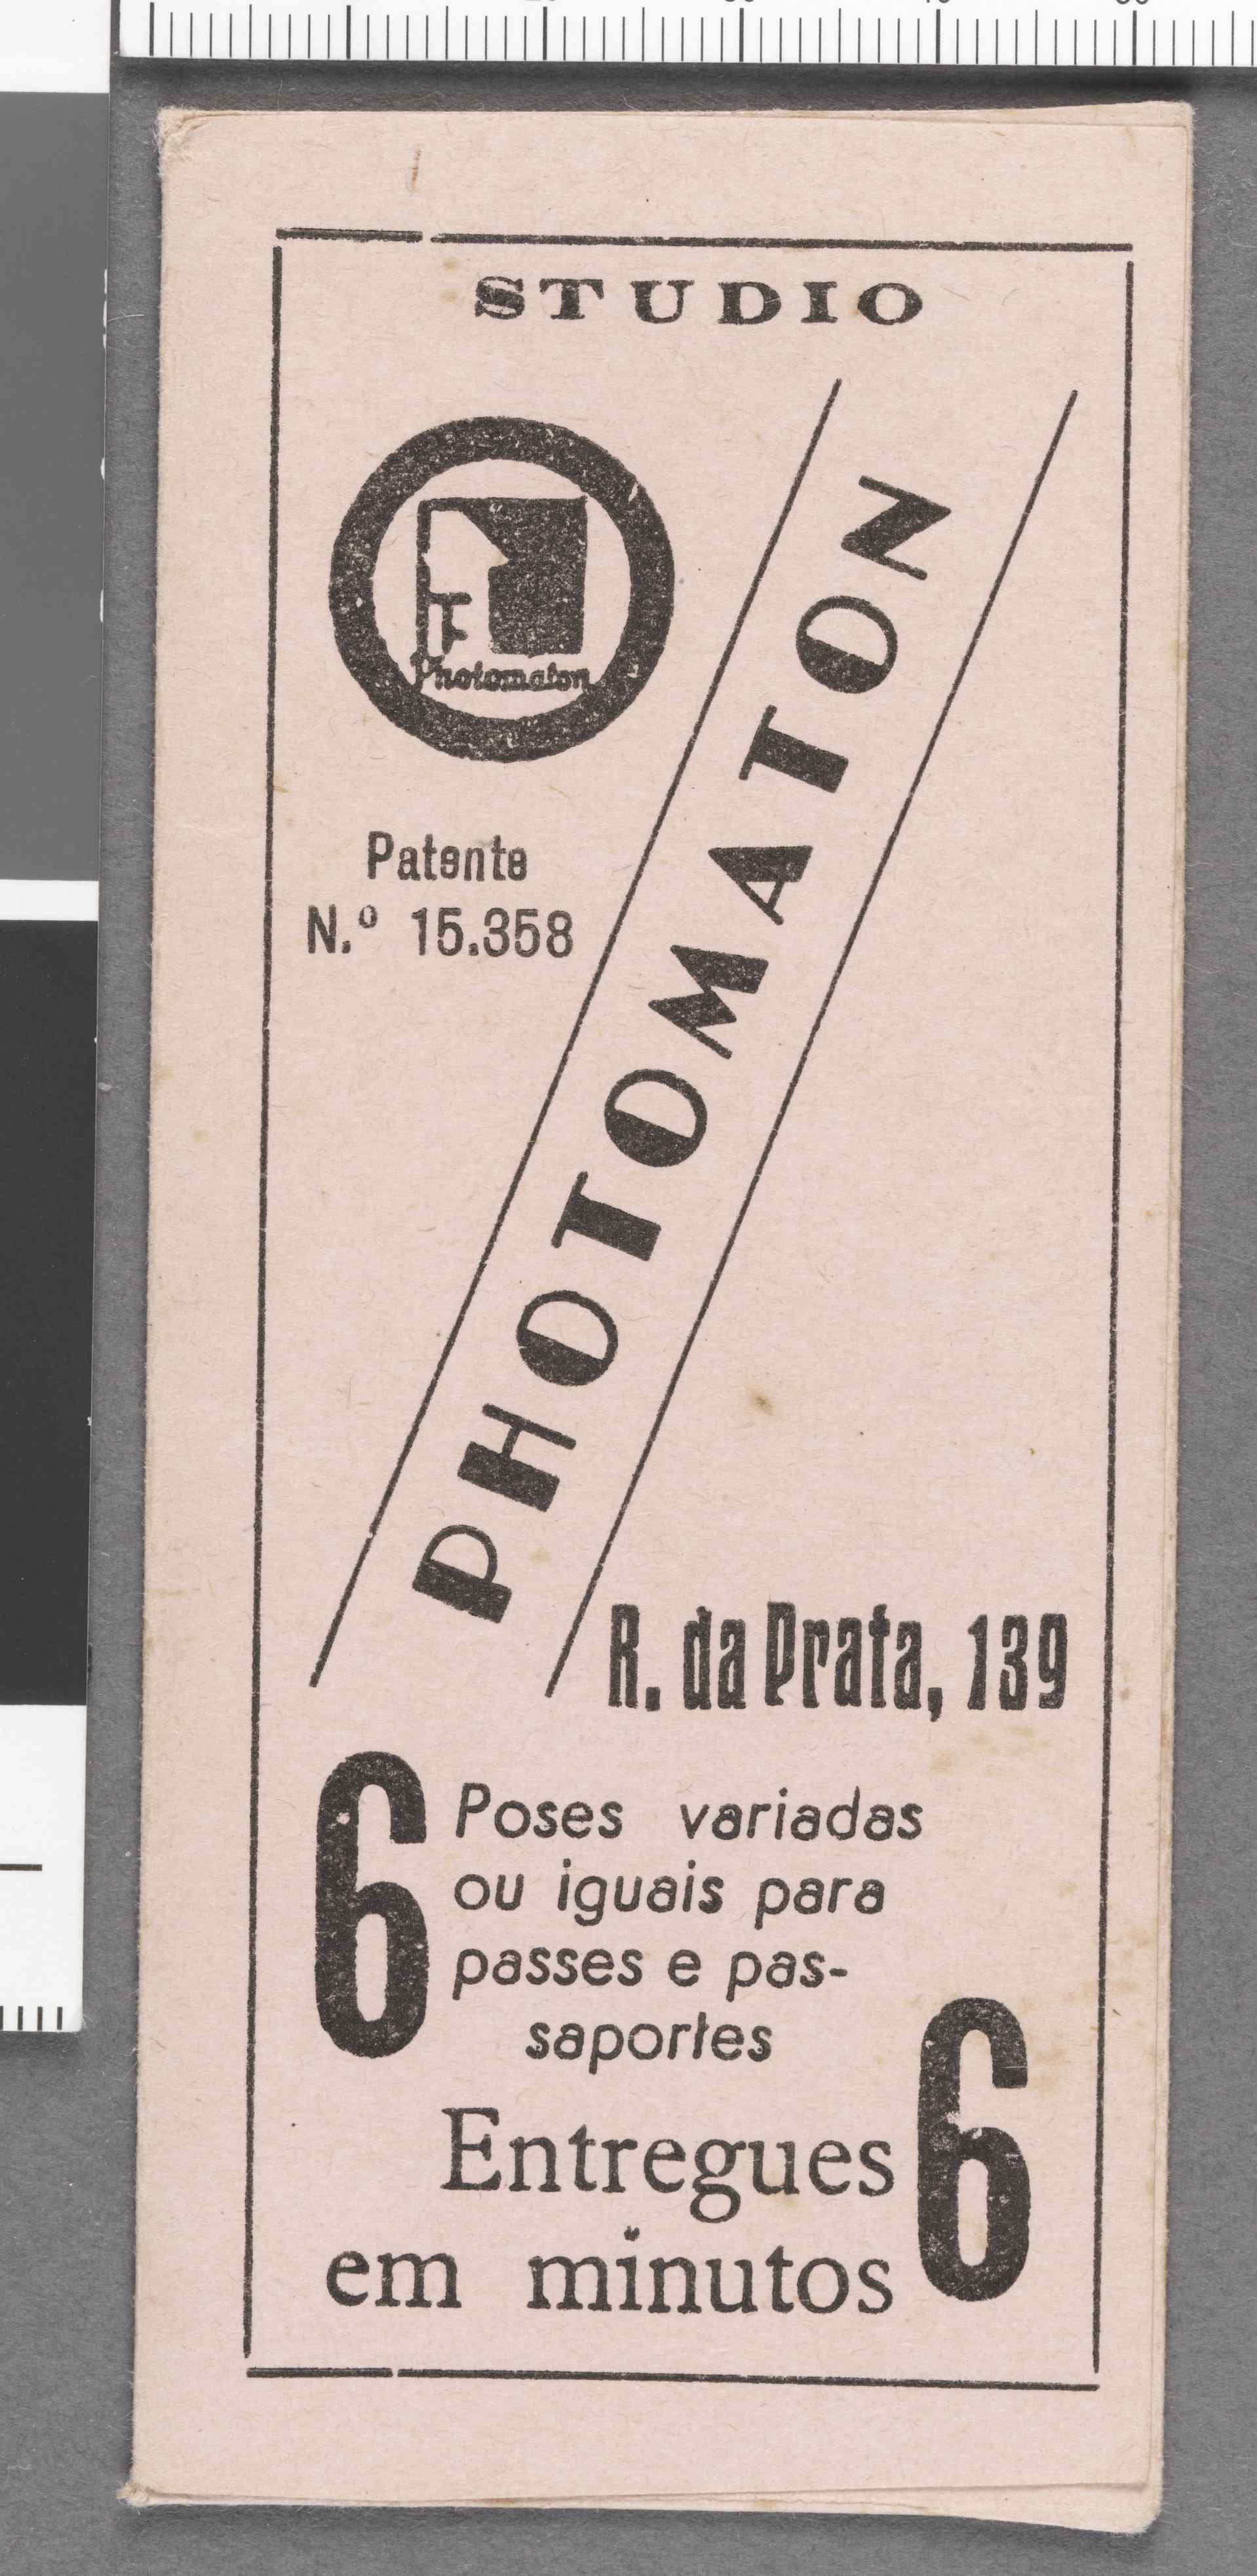 STUDIO
Photomaton
Patente
N.º 15.358
PHOTOMATON
R. da Prata, 139
6 Poses variadas
ou iguais para
passes e pas-
saportes
Entregues 6
em minutos